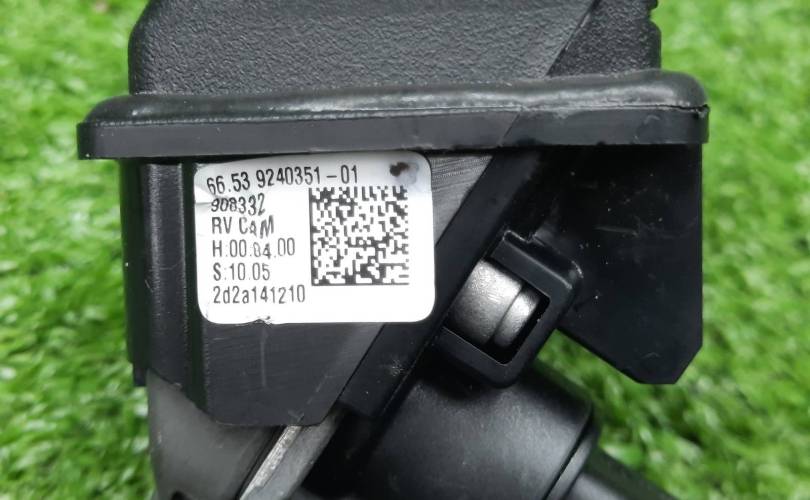 66.53 9240351-01
908332
RV CAM
H:00.04.00
S:10.05
2d2a141210